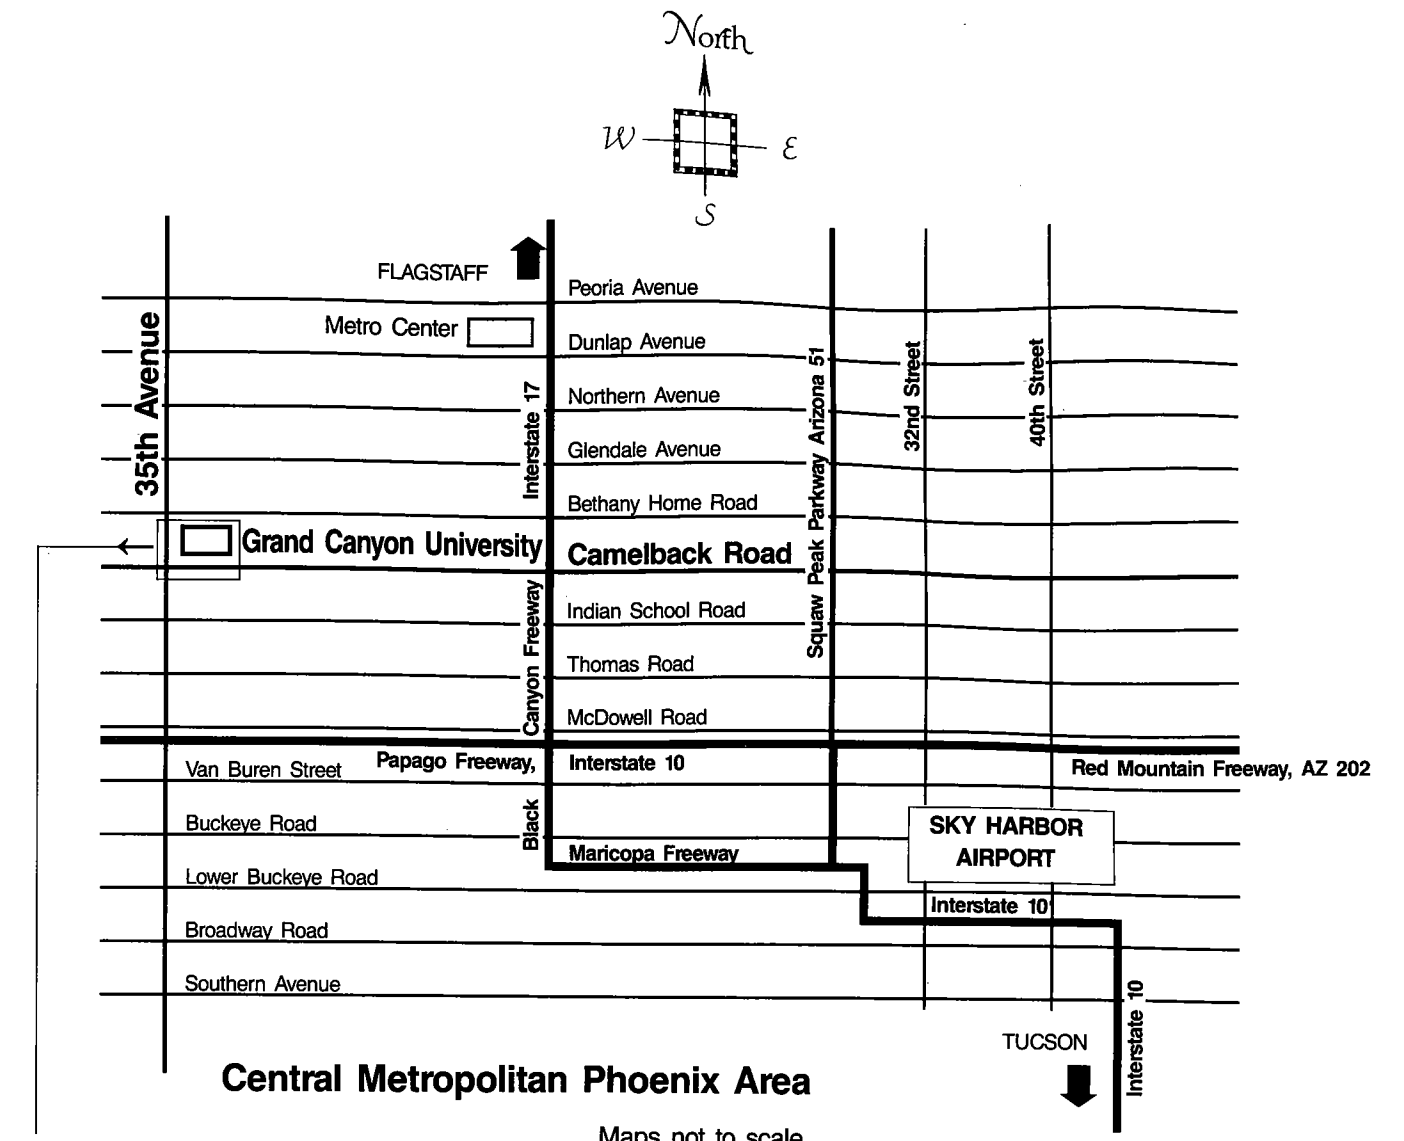 North
W
E
S
FLAGSTAFF
Peoria Avenue
Metro Center
Dunlap Avenue
35th Avenue
Interstate 17
Northern Avenue
Squaw Peak Parkway Arizona 51
32nd Street
40th Street
Glendale Avenue
Bethany Home Road
Grand Canyon University
Camelback Road
Black Canyon Freeway
Indian School Road
Thomas Road
McDowell Road
Papago Freeway, Interstate 10
Red Mountain Freeway, AZ 202
Van Buren Street
Buckeye Road
SKY HARBOR
AIRPORT
Maricopa Freeway
Lower Buckeye Road
Interstate 10
Broadway Road
Southern Avenue
Interstate 10
TUCSON
Central Metropolitan Phoenix Area
Maps not to scale